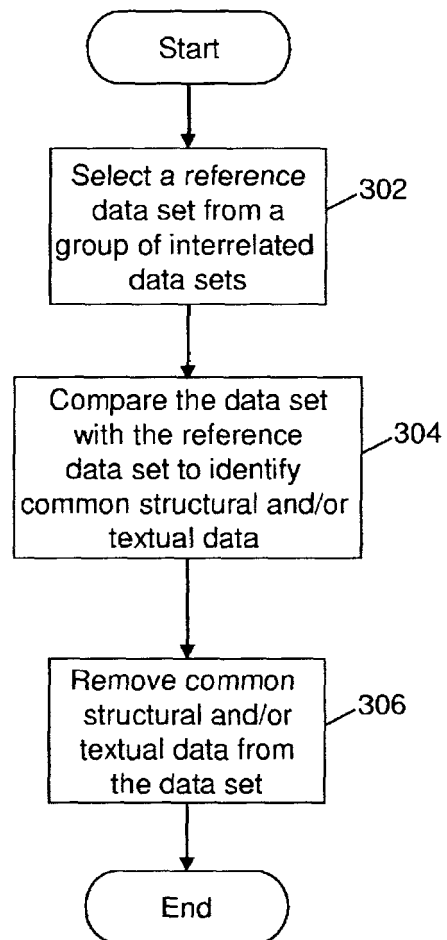 Start
Select a reference
data set from a
group of interrelated
data sets
302
Compare the data set
with the reference
data set to identify
common structural and/or
textual data
304
Remove common
structural and/or
textual data from
the data set
306
End